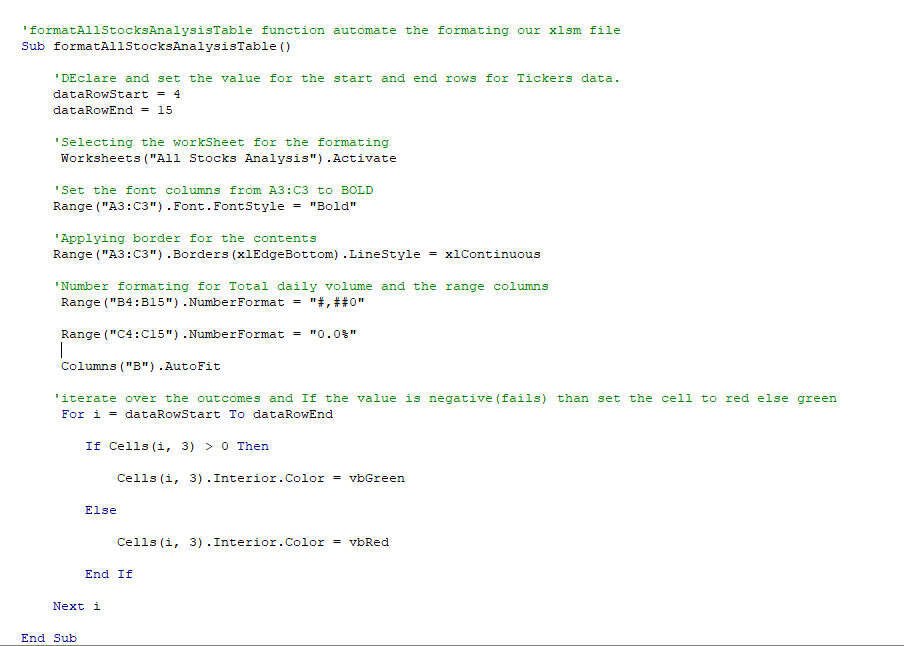 'formatAllStocksAnalysisTable function automate the formating our xlsm file
Sub formatAllStocksAnalysisTable()
'DEclare and set the value for the start and end rows for Tickers data.
dataRowStart = 4
dataRowEnd = 15
'Selecting the workSheet for the formating
Worksheets("All Stocks Analysis").Activate
'Set the font columns from A3:C3 to BOLD
Range("A3:C3").Font.FontStyle = "Bold"
'Applying border for the contents
Range("A3:C3").Borders(xlEdgeBottom).LineStyle = xlContinuous
'Number formating for Total daily volume and the range columns
Range("B4:B15").NumberFormat = "#,##0"
Range("C4:C15").NumberFormat = "0.0%"
Columns("B").AutoFit
'iterate over the outcomes and If the value is negative(fails) than set the cell to red else green
For i = dataRowStart To dataRowEnd
If Cells(i, 3) > 0 Then
Cells(i, 3).Interior.Color = vbGreen
Else
Cells(i, 3).Interior.Color = vbRed
End If
Next i
End Sub